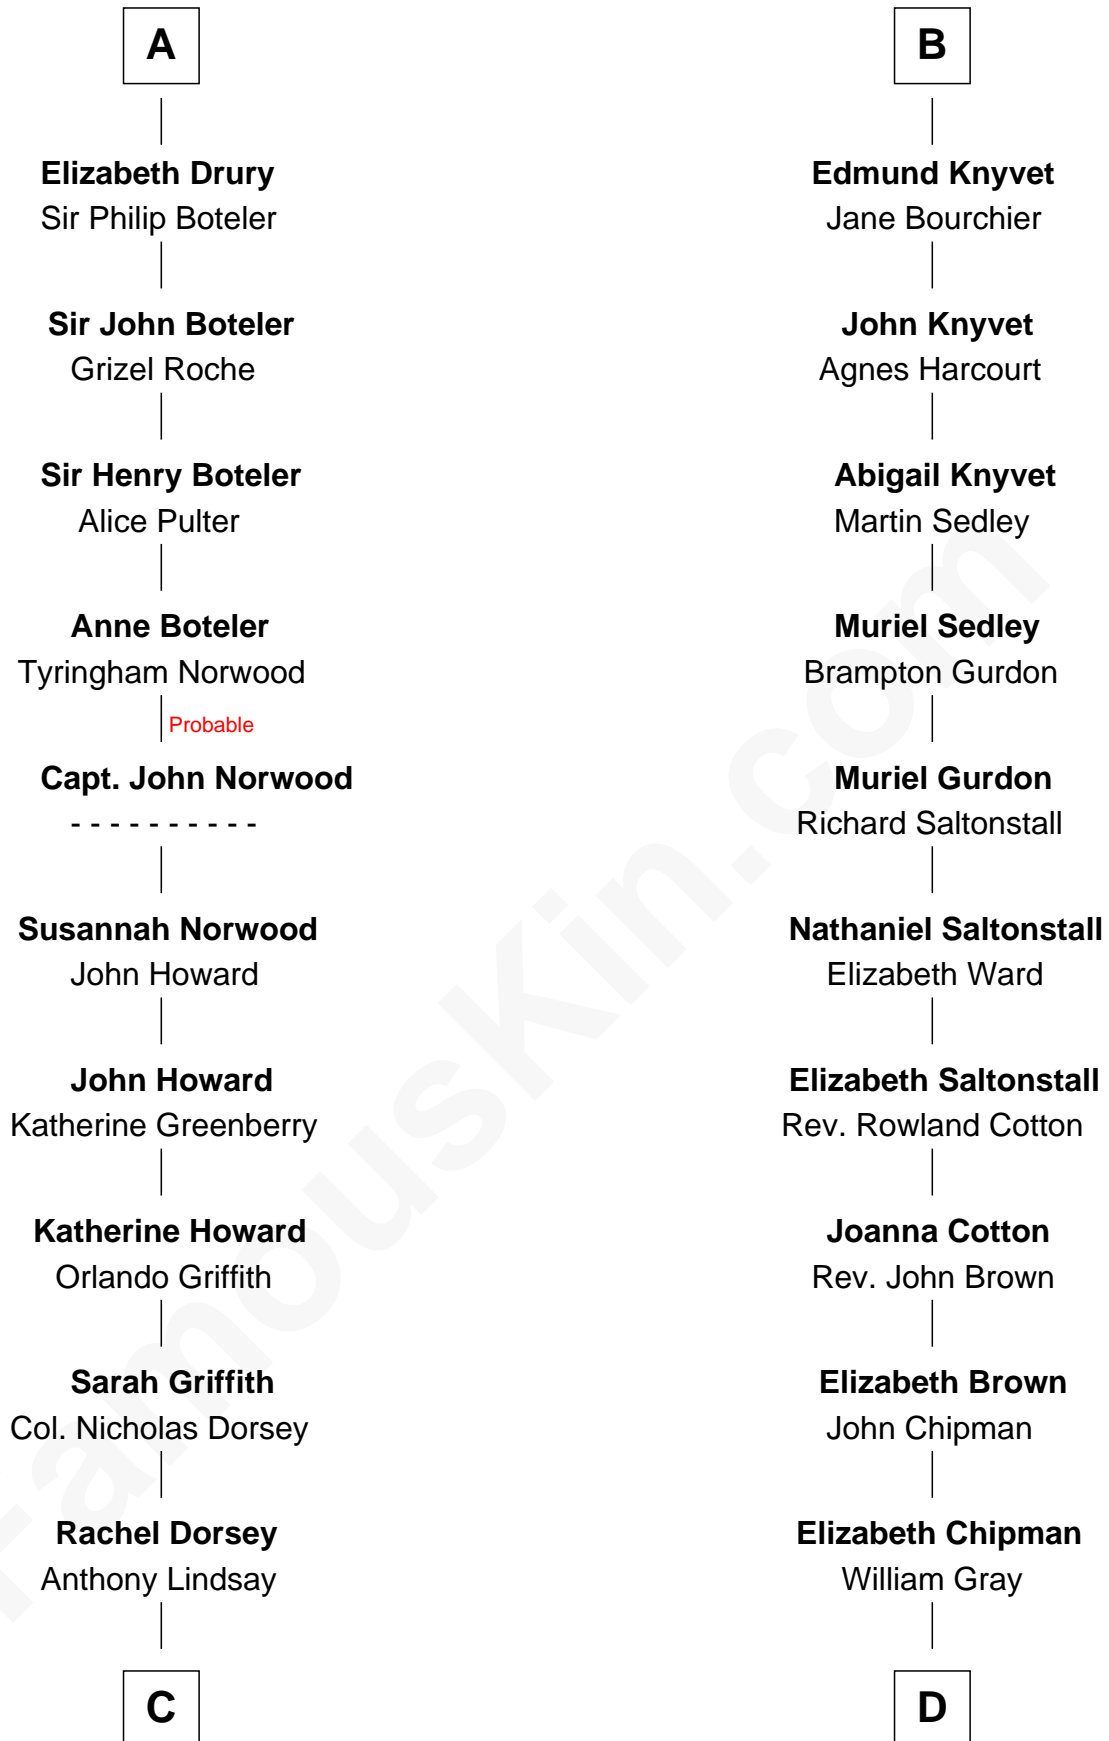 A
Elizabeth Drury
Sir Philip Boteler
Sir John Boteler
Grizel Roche
Sir Henry Boteler
Alice Pulter
Anne Boteler
Tyringham Norwood
Probable
Capt. John Norwood
- - - - - - - - - -
Susannah Norwood
John Howard
John Howard
Katherine Greenberry
Katherine Howard
Orlando Griffith
Sarah Griffith
Col. Nicholas Dorsey
Rachel Dorsey
Anthony Lindsay
C
B
Edmund Knyvet
Jane Bourchier
John Knyvet
Agnes Harcourt
Abigail Knyvet
Martin Sedley
Muriel Sedley
Brampton Gurdon
Muriel Gurdon
Richard Saltonstall
Nathaniel Saltonstall
Elizabeth Ward
Elizabeth Saltonstall
Rev. Rowland Cotton
Joanna Cotton
Rev. John Brown
Elizabeth Brown
John Chipman
Elizabeth Chipman
William Gray
D
FamousKin.com